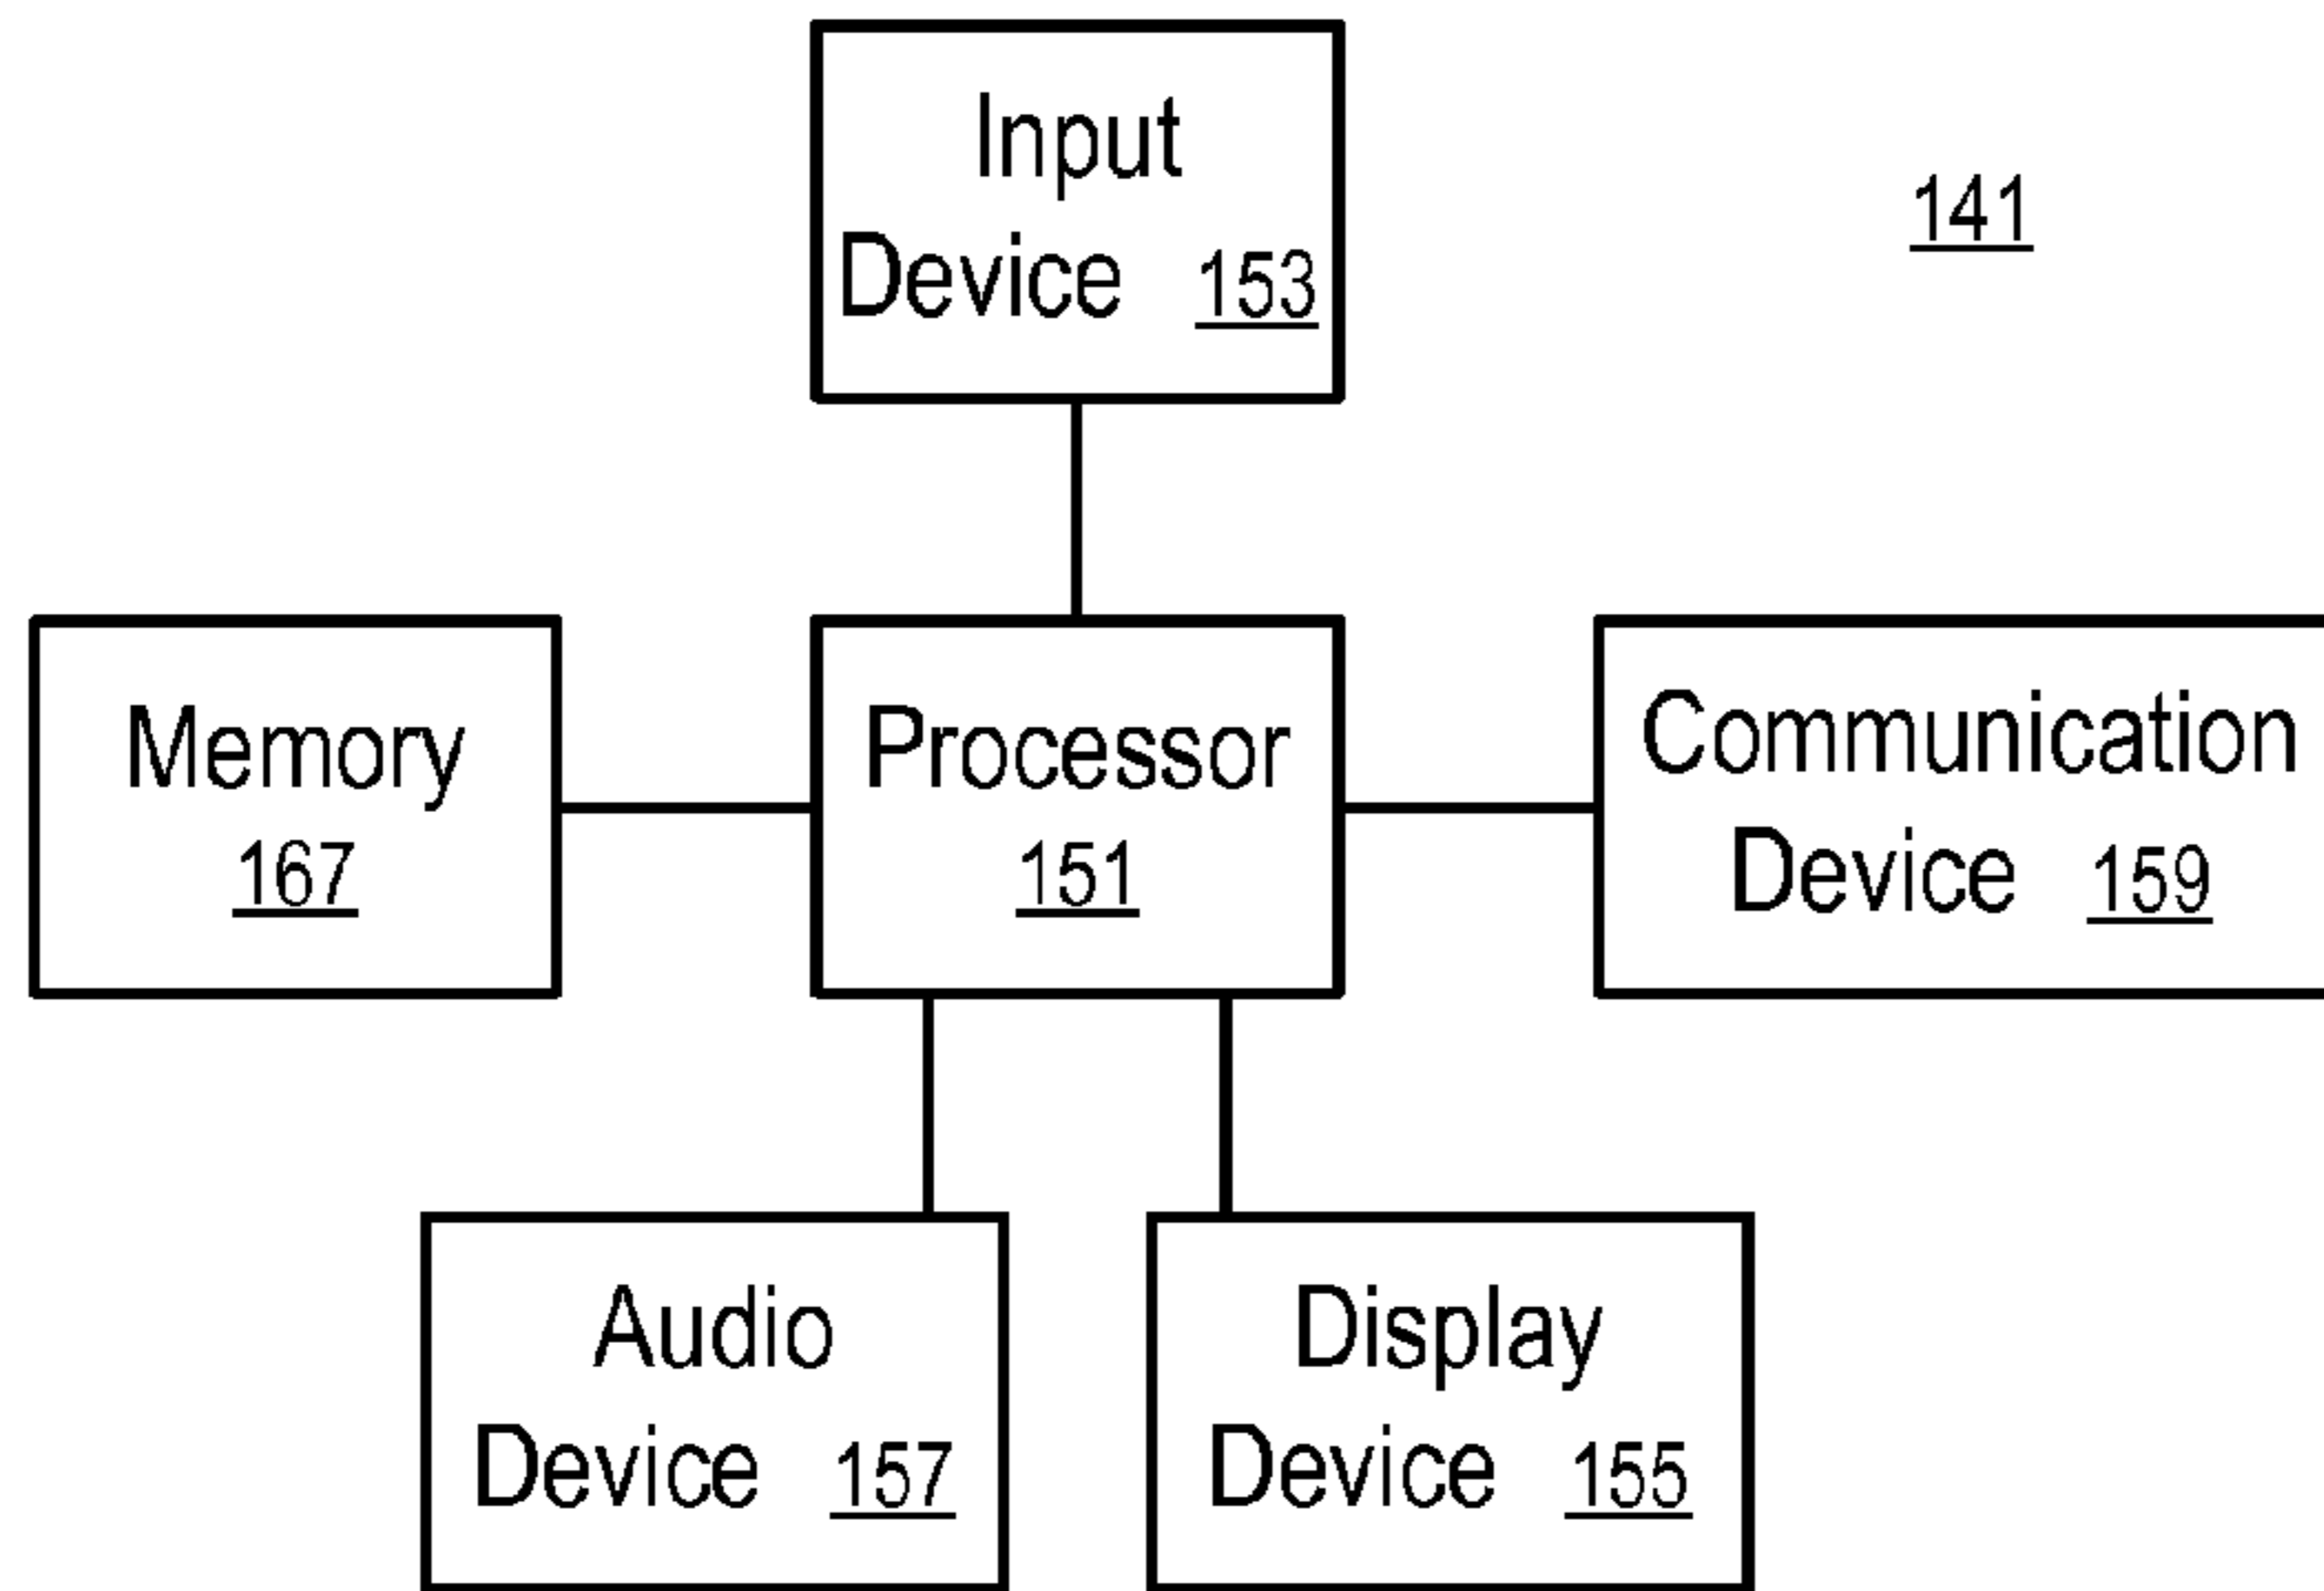 Input
Device 153
141
Memory
167
Processor
151
Communication
Device 159
Audio
Device 157
Display
Device 155